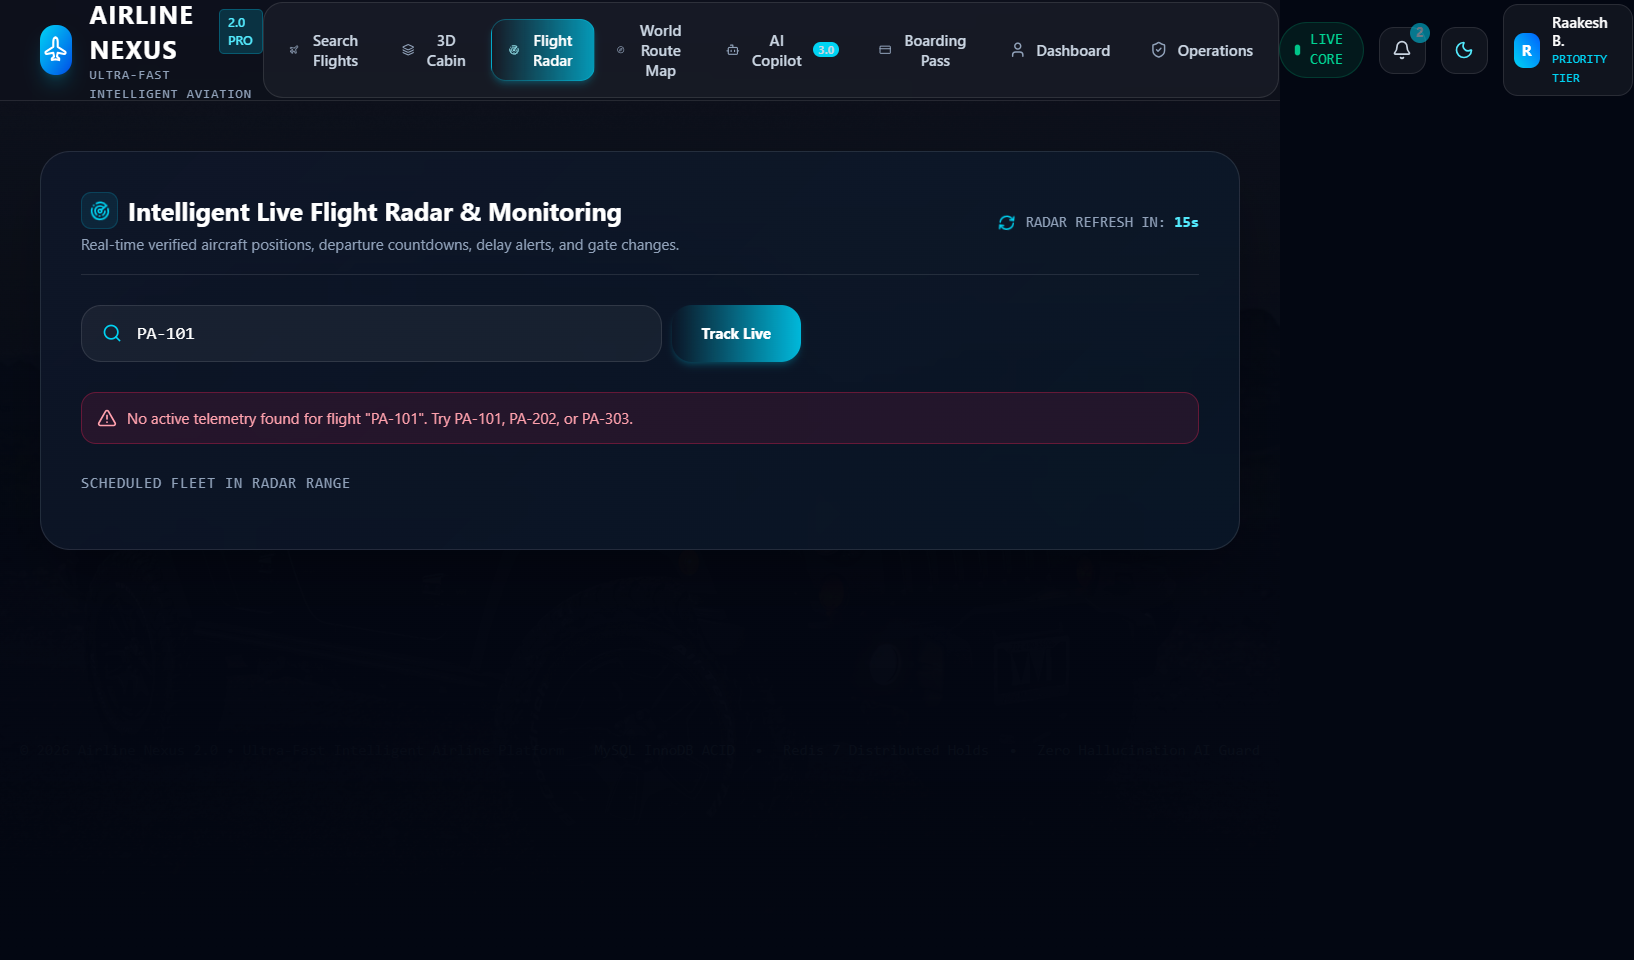 AIRLINE
NEXUS
2.0
PRO
ULTRA-FAST
INTELLIGENT AVIATION
Search
Flights
3D
Cabin
Flight
Radar
World
Route
Map
AI
Copilot
3.0
Boarding
Pass
Dashboard
Operations
LIVE
CORE
2
R
Raakesh
B.
PRIORITY
TIER
Intelligent Live Flight Radar & Monitoring
Real-time verified aircraft positions, departure countdowns, delay alerts, and gate changes.
RADAR REFRESH IN: 15s
PA-101
Track Live
No active telemetry found for flight "PA-101". Try PA-101, PA-202, or PA-303.
SCHEDULED FLEET IN RADAR RANGE